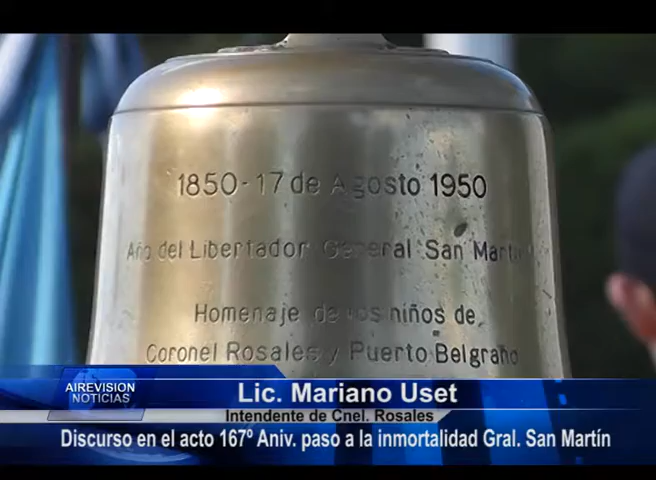 1850 - 17 de Agosto 1950
Año del Libertador General San Martín
Homenaje de los niños de
Coronel Rosales y Puerto Belgrano
AIREVISION
NOTICIAS
Lic. Mariano Uset
Intendente de Cnel. Rosales
Discurso en el acto 167º Aniv. paso a la inmortalidad Gral. San Martín